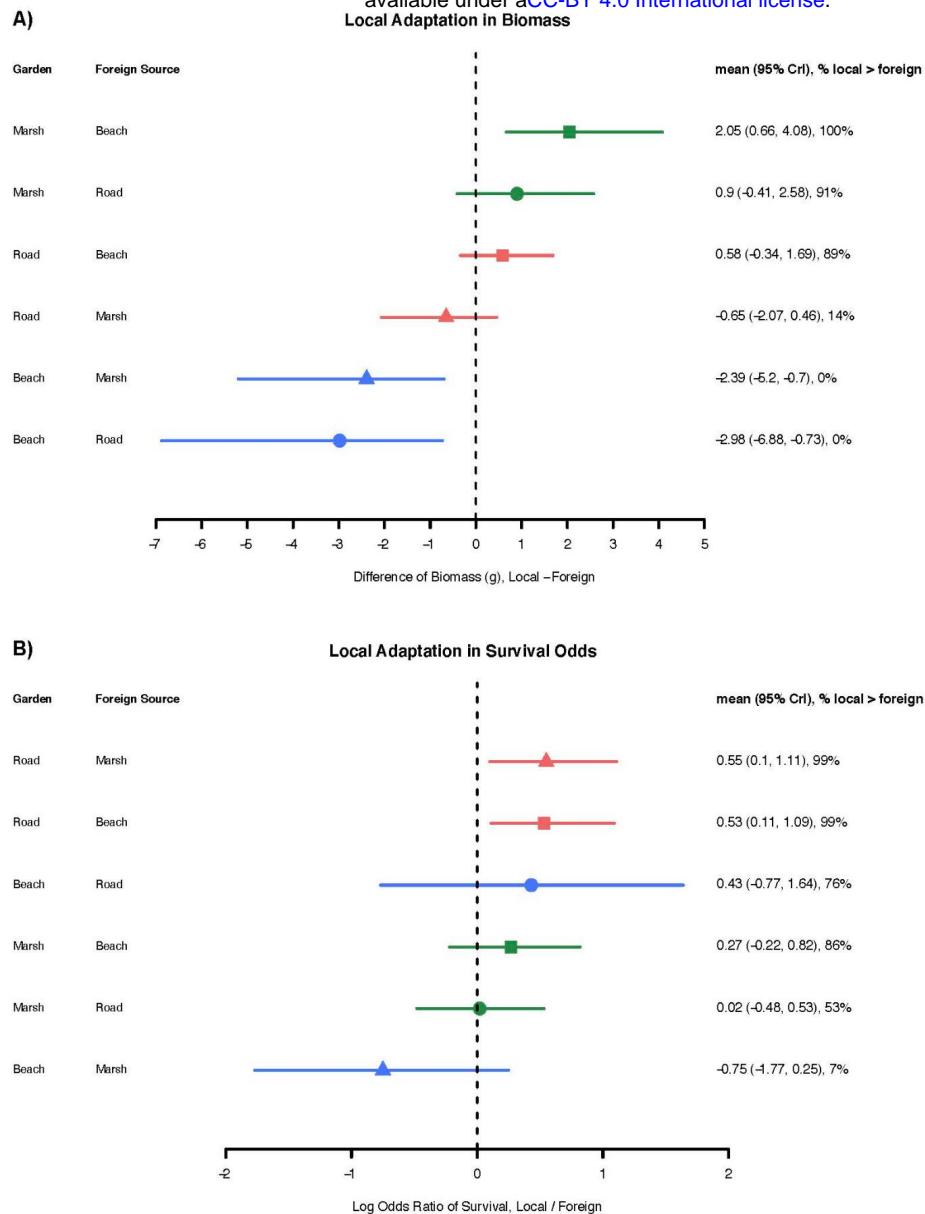 available under aCC-BY 4.0 International license.
A)
Local Adaptation in Biomass
Garden Foreign Source mean (95% CrI), % local > foreign
Marsh Beach 2.05 (0.66, 4.08), 100%
Marsh Road 0.9 (-0.41, 2.58), 91%
Road Beach 0.58 (-0.34, 1.69), 89%
Road Marsh -0.65 (-2.07, 0.46), 14%
Beach Marsh -2.39 (-5.2, -0.7), 0%
Beach Road -2.98 (-6.88, -0.73), 0%
-7 -6 -5 -4 -3 -2 -1 0 1 2 3 4 5
Difference of Biomass (g), Local -Foreign
B)
Local Adaptation in Survival Odds
Garden Foreign Source mean (95% CrI), % local > foreign
Road Marsh 0.55 (0.1, 1.11), 99%
Road Beach 0.53 (0.11, 1.09), 99%
Beach Road 0.43 (-0.77, 1.64), 76%
Marsh Beach 0.27 (-0.22, 0.82), 86%
Marsh Road 0.02 (-0.48, 0.53), 53%
Beach Marsh -0.75 (-1.77, 0.25), 7%
-2 -1 0 1 2
Log Odds Ratio of Survival, Local / Foreign